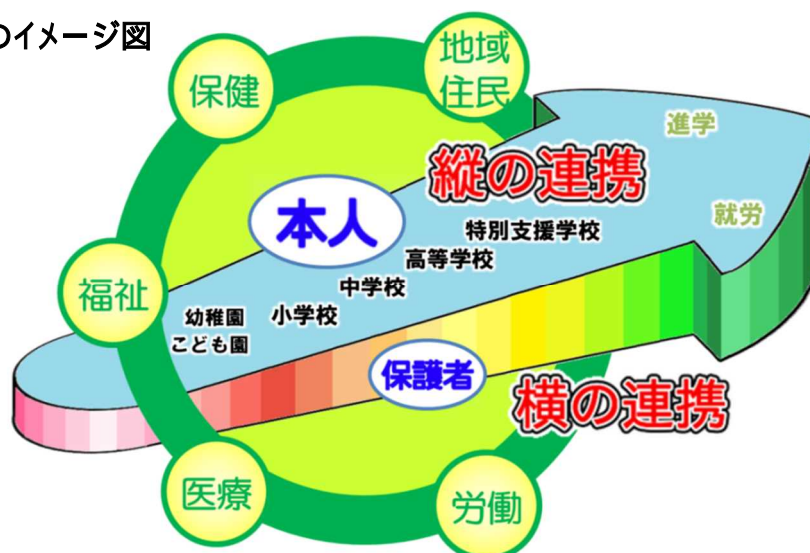 のイメージ図
保健
地域
住民
進学
縦の連携
就労
本人
特別支援学校
高等学校
中学校
福祉
幼稚園
こども園
小学校
保護者
横の連携
医療
労働